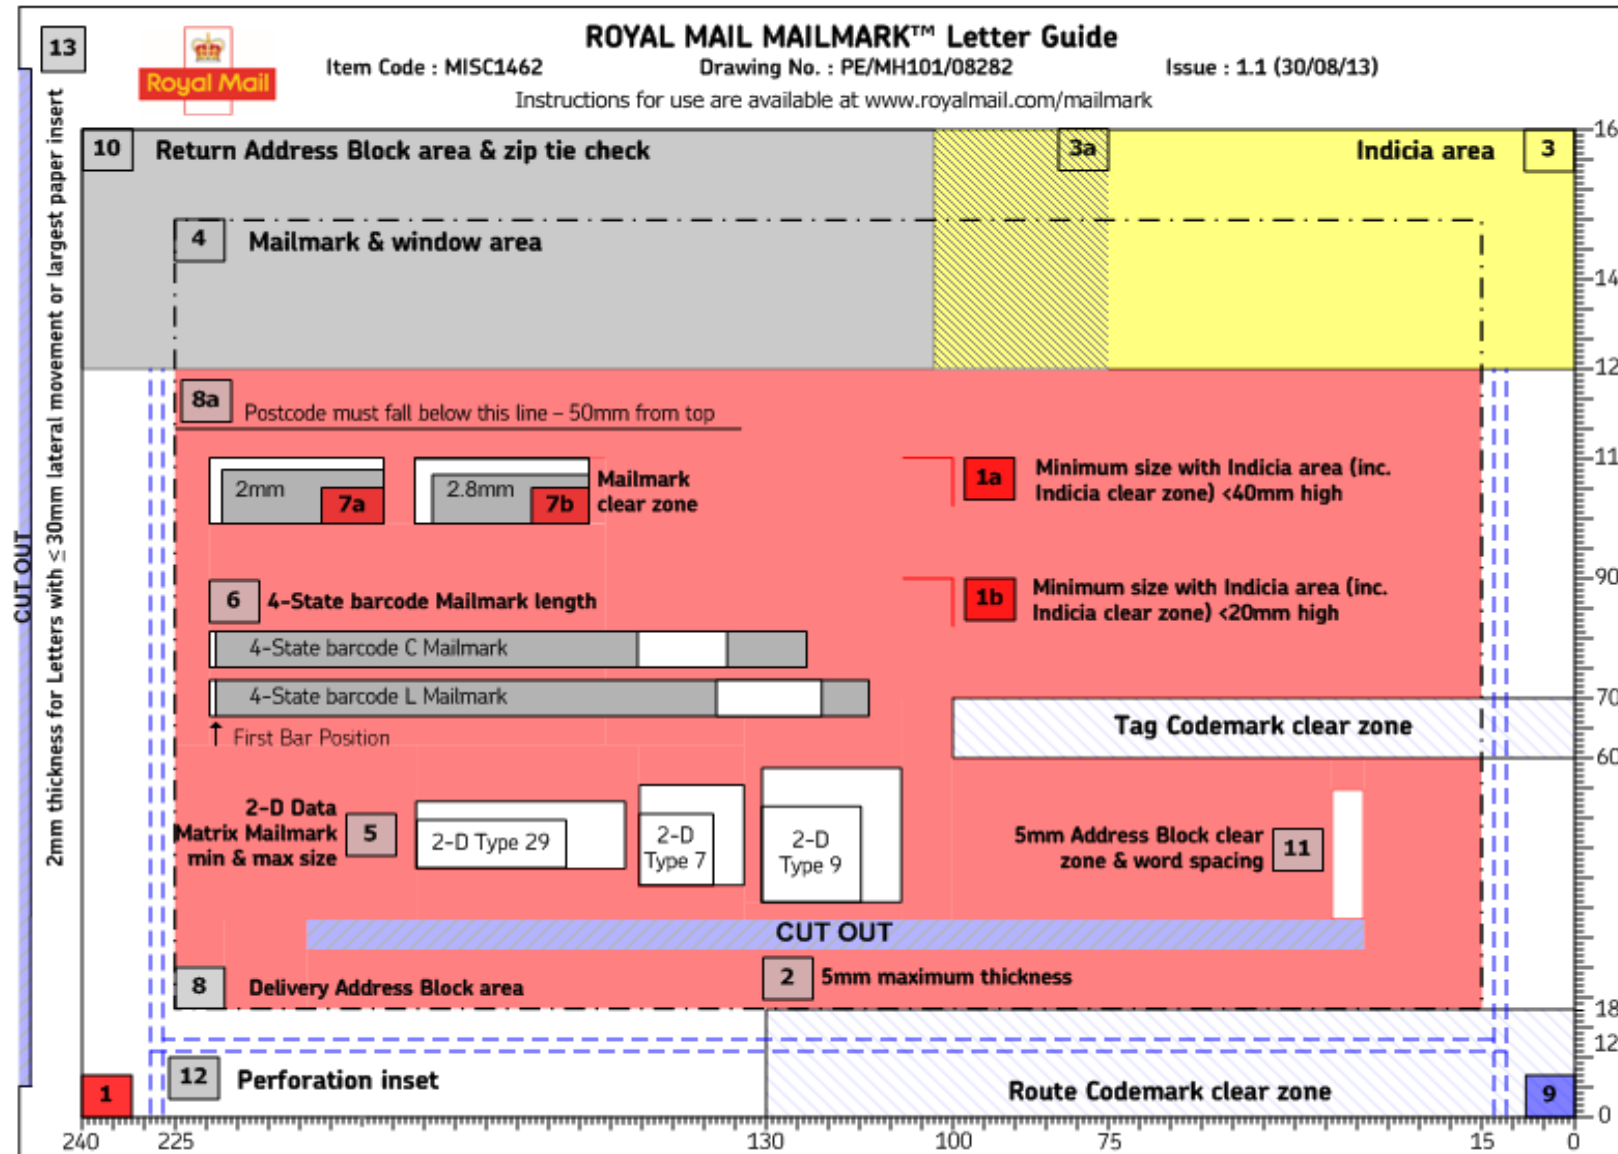 ROYAL MAIL MAILMARK™ Letter Guide
13
Royal Mail
Item Code : MISC1462
Drawing No. : PE/MH101/08282
Issue : 1.1 (30/08/13)
Instructions for use are available at www.royalmail.com/mailmark
CUT OUT
2mm thickness for Letters with ≤ 30mm lateral movement or largest paper insert
10
Return Address Block area & zip tie check
3a
Indicia area
3
4
Mailmark & window area
8a
Postcode must fall below this line – 50mm from top
2mm
7a
2.8mm
7b
Mailmark
clear zone
1a
Minimum size with Indicia area (inc.
Indicia clear zone) <40mm high
6
4-State barcode Mailmark length
1b
Minimum size with Indicia area (inc.
Indicia clear zone) <20mm high
4-State barcode C Mailmark
4-State barcode L Mailmark
First Bar Position
Tag Codemark clear zone
2-D Data
Matrix Mailmark
min & max size
5
2-D Type 29
2-D
Type 7
2-D
Type 9
5mm Address Block clear
zone & word spacing
11
CUT OUT
8
Delivery Address Block area
2
5mm maximum thickness
1
12
Perforation inset
Route Codemark clear zone
9
16
14
12
11
90
70
60
18
12
0
240
225
130
100
75
15
0